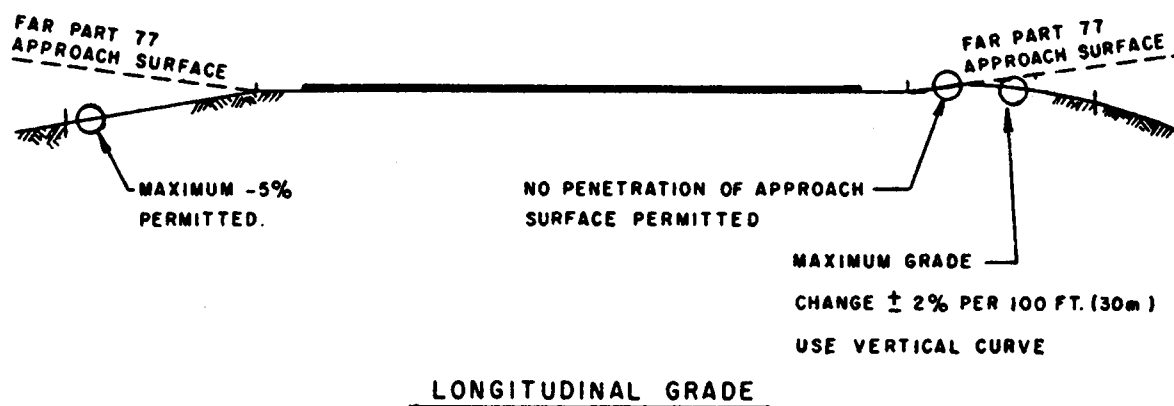 FAR PART 77
APPROACH SURFACE
FAR PART 77
APPROACH SURFACE
MAXIMUM -5%
PERMITTED.
NO PENETRATION OF APPROACH
SURFACE PERMITTED
MAXIMUM GRADE
CHANGE ± 2% PER 100 FT. (30m)
USE VERTICAL CURVE
LONGITUDINAL GRADE